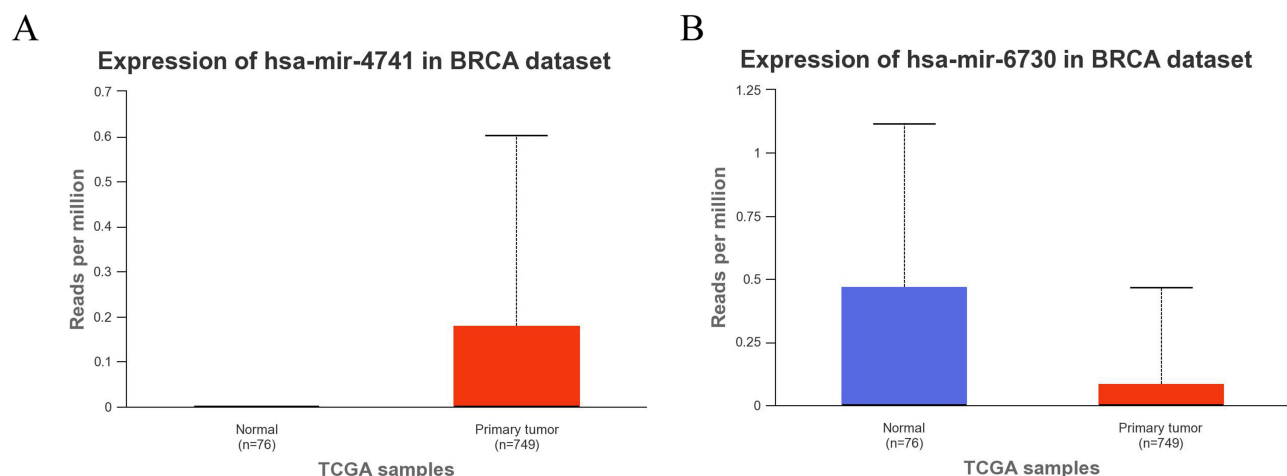 A
Expression of hsa-mir-4741 in BRCA dataset
0.7
0.6
0.5
0.4
0.3
0.2
0.1
0
Reads per million
Normal
(n=76)
Primary tumor
(n=749)
TCGA samples
B
Expression of hsa-mir-6730 in BRCA dataset
1.25
1
0.75
0.5
0.25
0
Reads per million
Normal
(n=76)
Primary tumor
(n=749)
TCGA samples